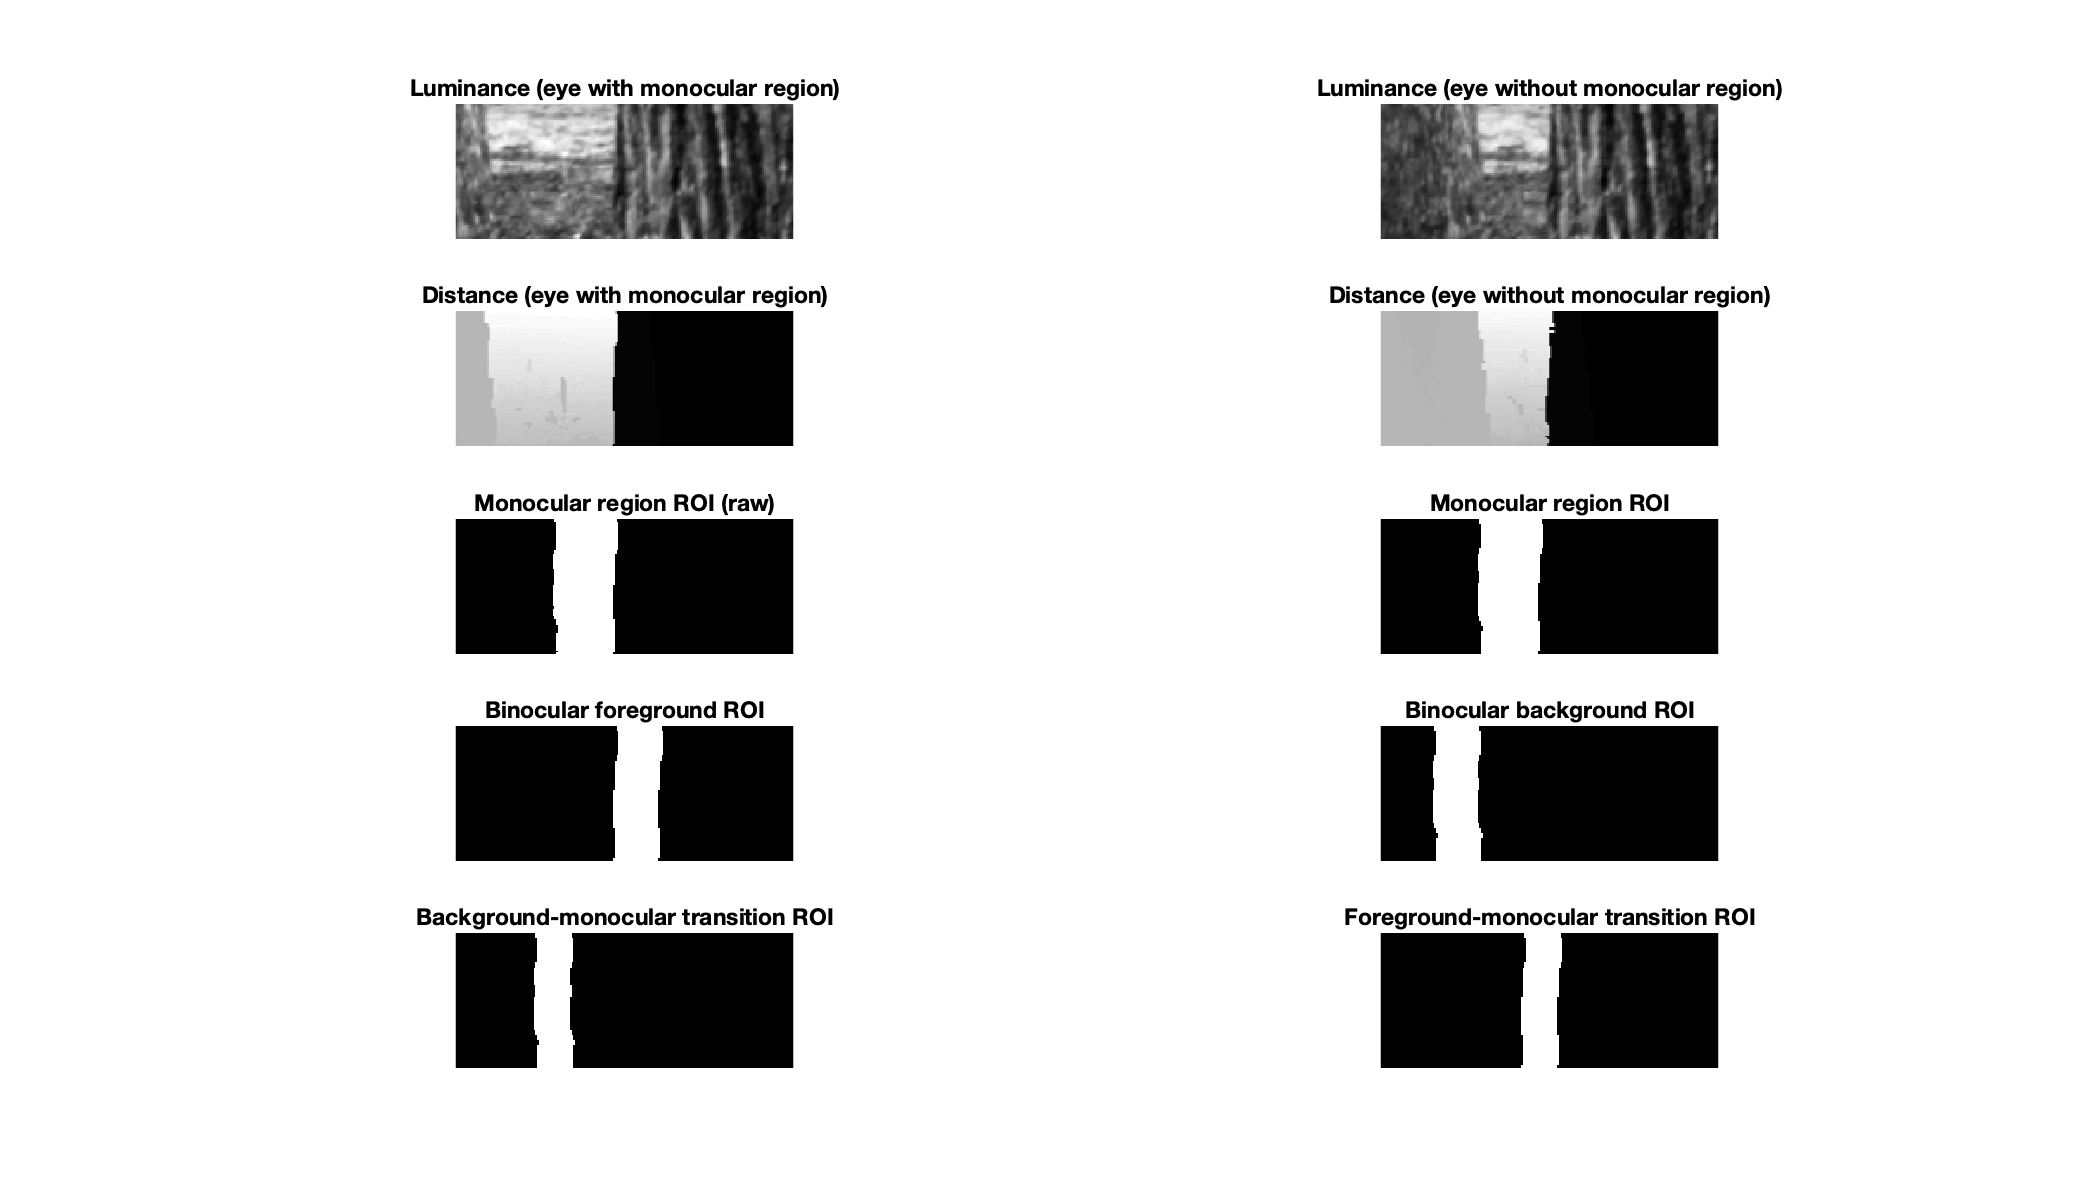 Luminance (eye with monocular region)
Luminance (eye without monocular region)
Distance (eye with monocular region)
Distance (eye without monocular region)
Monocular region ROI (raw)
Monocular region ROI
Binocular foreground ROI
Binocular background ROI
Background-monocular transition ROI
Foreground-monocular transition ROI